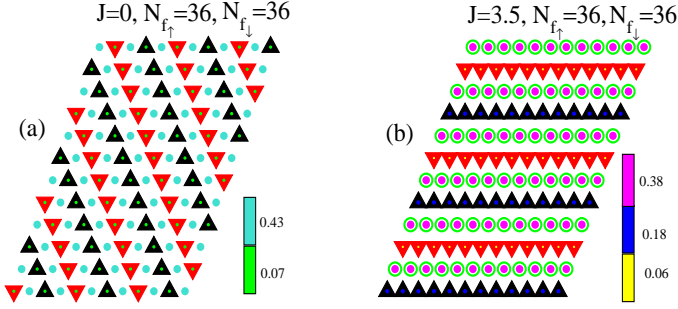 J=0, N_{f↑}=36, N_{f↓}=36
J=3.5, N_{f↑}=36, N_{f↓}=36
(a)
(b)
0.43
0.07
0.38
0.18
0.06